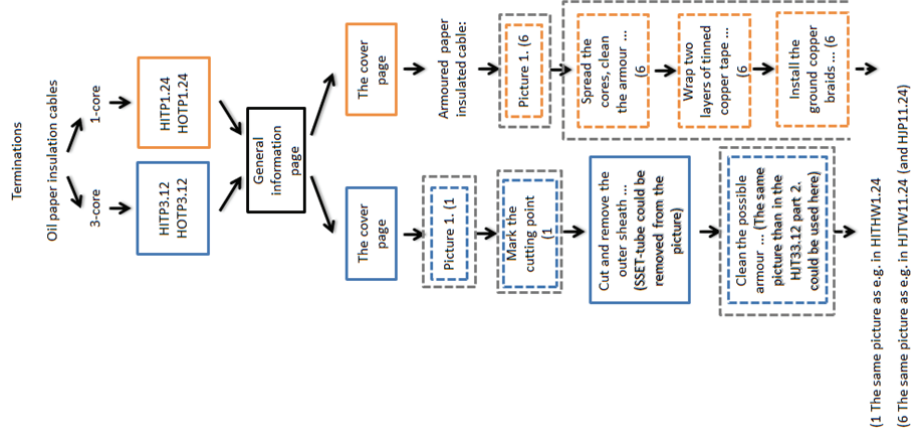 Terminations
Oil paper insulation cables
3-core
1-core
HITP3.12
HOTP3.12
HITP1.24
HOTP1.24
General
information
page
The cover
page
Picture 1. (1
Mark the
cutting point
(1
Cut and remove the
outer sheath ...
(SSET-tube could be
removed from the
picture)
Clean the possible
armour ... (The same
picture than in the
HJT33.12 part 2.
could be used here)
The cover
page
Armoured paper
insulated cable:
Picture 1. (6
Spread the
cores, clean
the armour ...
(6
Wrap two
layers of tinned
copper tape ...
(6
Install the
ground copper
braids ... (6
(1 The same picture as e.g. in HITHW1.24
(6 The same picture as e.g. in HJTW11.24 (and HJP11.24)